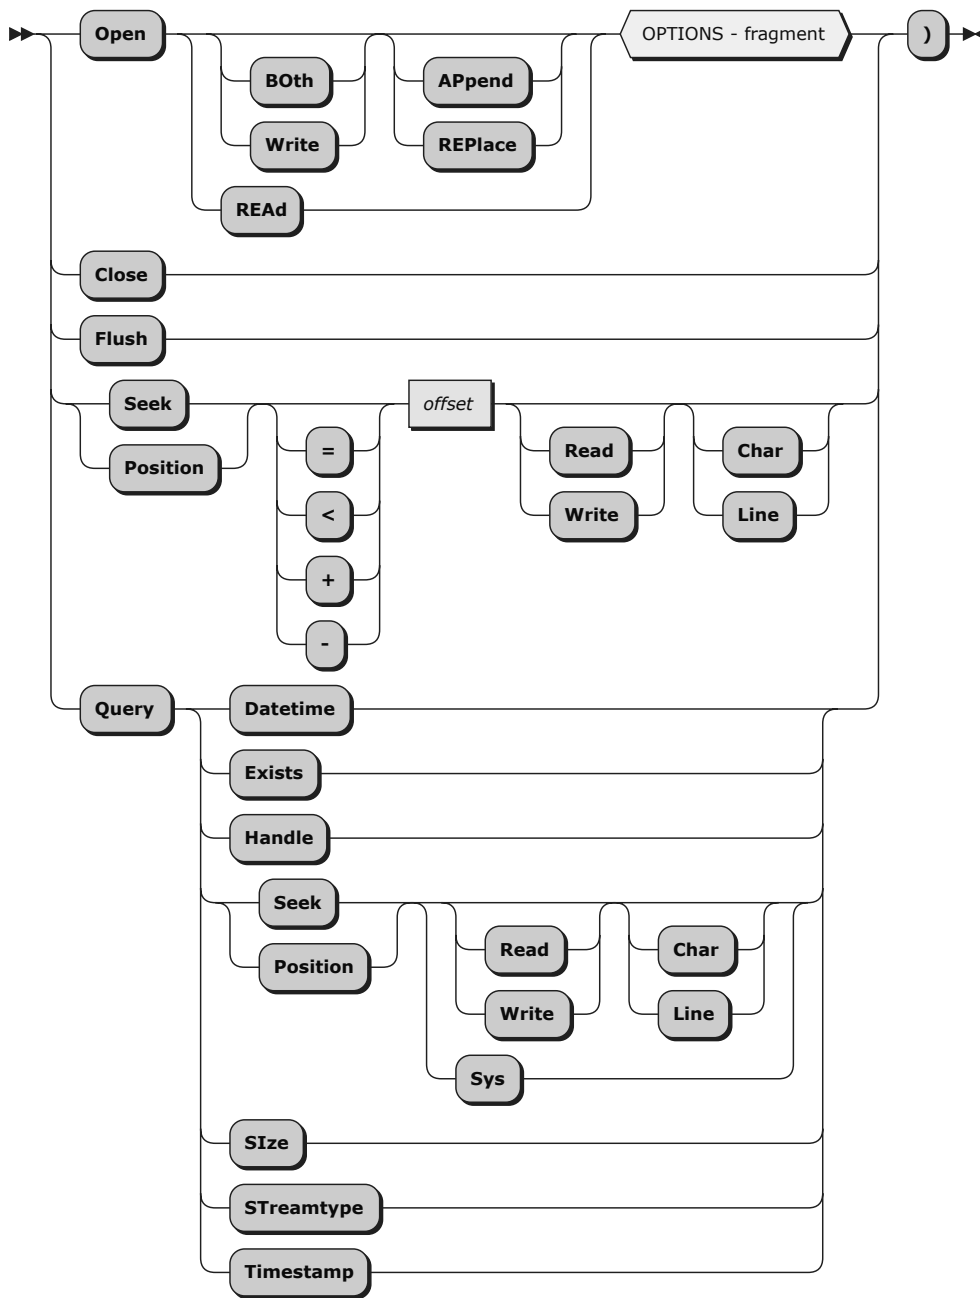 Open OPTIONS - fragment )
BOth APpend
Write REPlace
REAd
Close
Flush
Seek offset
= Read Char
Position
< Write Line
+
-
Query Datetime
Exists
Handle
Seek
Read Char
Position
Write Line
Sys
SIze
STreamtype
Timestamp